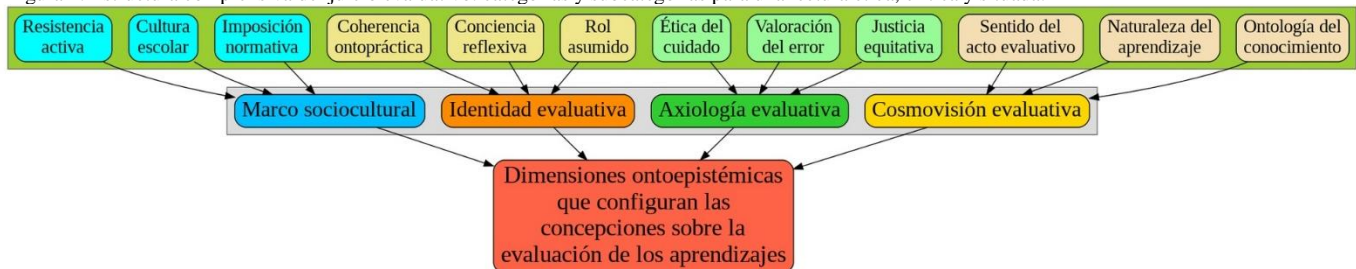 Resistencia
activa
Cultura
escolar
Imposición
normativa
Coherencia
ontopráctica
Conciencia
reflexiva
Rol
asumido
Ética del
cuidado
Valoración
del error
Justicia
equitativa
Sentido del
acto evaluativo
Naturaleza del
aprendizaje
Ontología del
conocimiento
Marco sociocultural
Identidad evaluativa
Axiología evaluativa
Cosmovisión evaluativa
Dimensiones ontoepistémicas
que configuran las
concepciones sobre la
evaluación de los aprendizajes